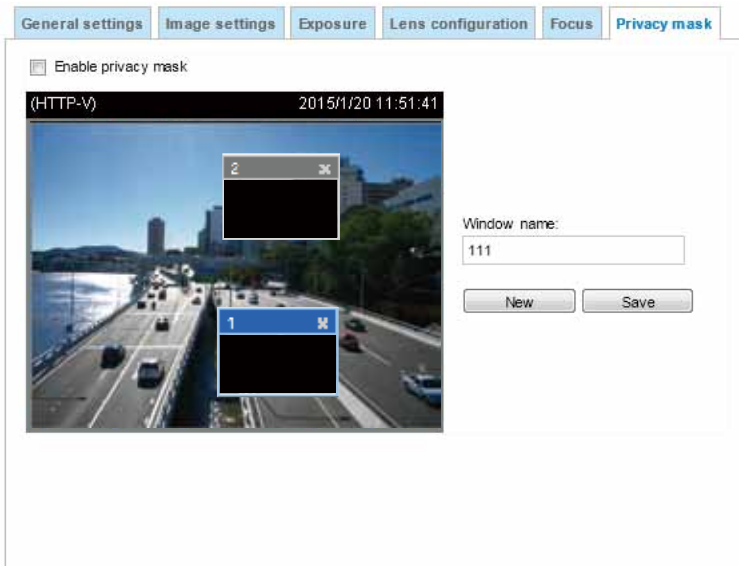 General settings Image settings Exposure Lens configuration Focus Privacy mask
Enable privacy mask
(HTTP-V) 2015/1/20 11:51:41
2
Window name:
111
New Save
1